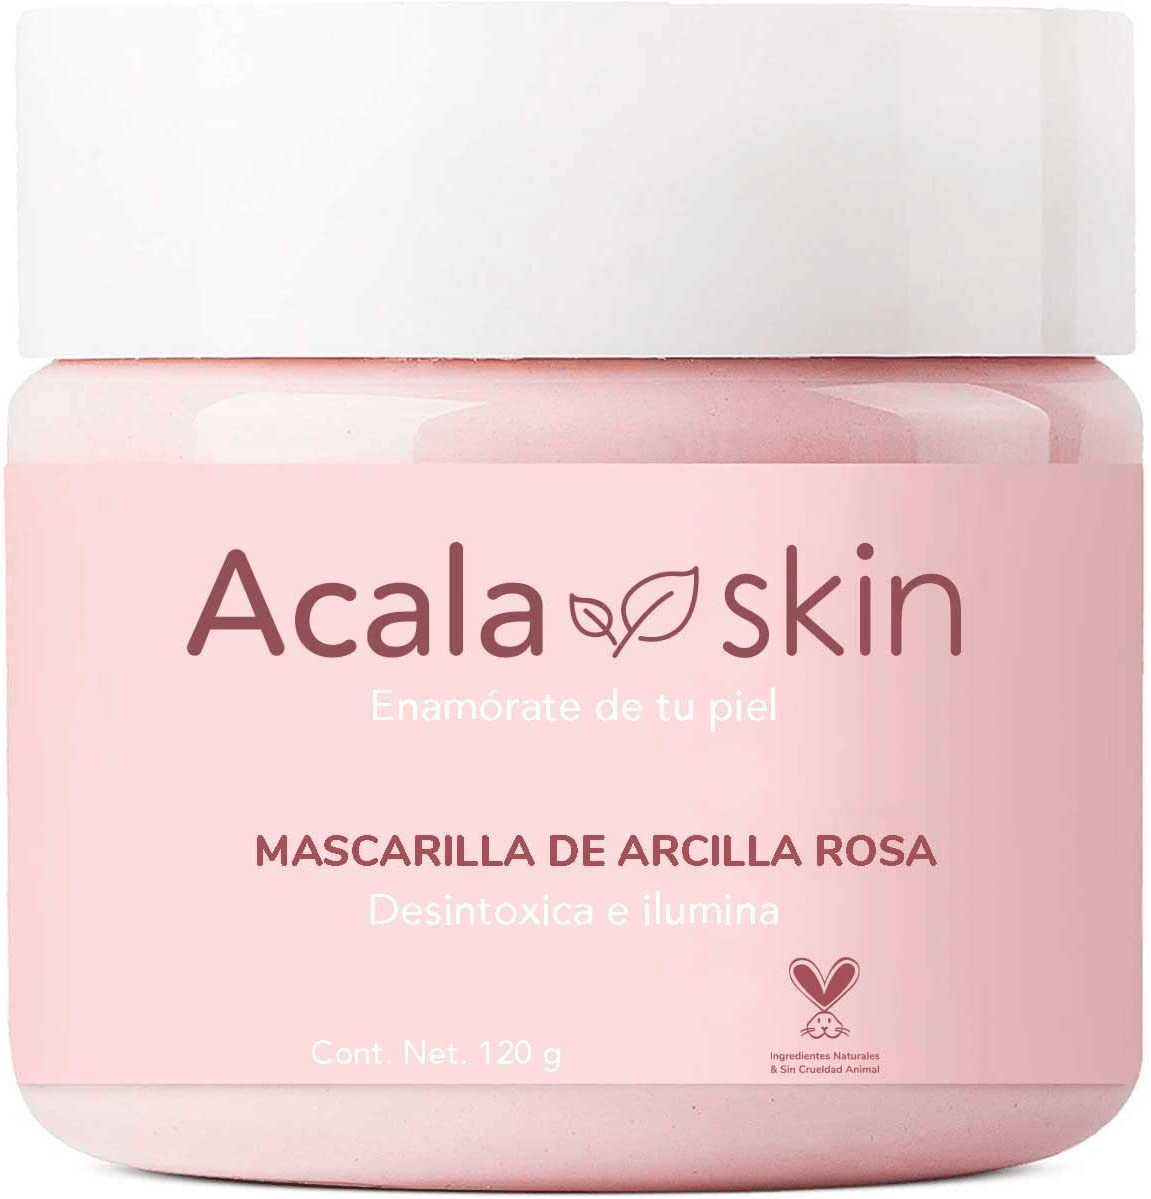 Acala skin
Enamórate de tu piel
MASCARILLA DE ARCILLA ROSA
Desintoxica e ilumina
Cont. Net. 120 g
Ingredientes Naturales
& Sin Crueldad Animal